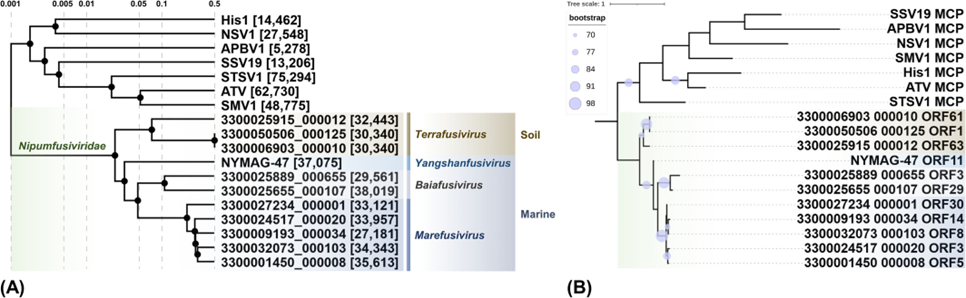 0.001 0.005 0.01 0.05 0.1 0.5
His1 [14,462]
NSV1 [27,548]
APBV1 [5,278]
SSV19 [13,206]
STSV1 [75,294]
ATV [62,730]
SMV1 [48,775]
3300025915_000012 [32,443]
3300050506_000125 [30,340]
3300006903_000010 [30,340]
NYMAG-47 [37,075]
3300025889_000655 [29,561]
3300025655_000107 [38,019]
3300027234_000001 [33,121]
3300024517_000020 [33,957]
3300009193_000034 [27,181]
3300032073_000103 [34,343]
3300001450_000008 [35,613]
Nipumfusiviridae
Terrafusivirus
Yangshanfusivirus
Baiafusivirus
Marefusivirus
Soil
Marine
(A)
Tree scale: 1
bootstrap
70
77
84
91
98
SSV19 MCP
APBV1 MCP
NSV1 MCP
SMV1 MCP
His1 MCP
ATV MCP
STSV1 MCP
3300006903 000010 ORF61
3300050506 000125 ORF1
3300025915 000012 ORF63
NYMAG-47 ORF11
3300025889 000655 ORF3
3300025655 000107 ORF29
3300027234 000001 ORF30
3300009193 000034 ORF14
3300032073 000103 ORF8
3300024517 000020 ORF3
3300001450 000008 ORF5
(B)